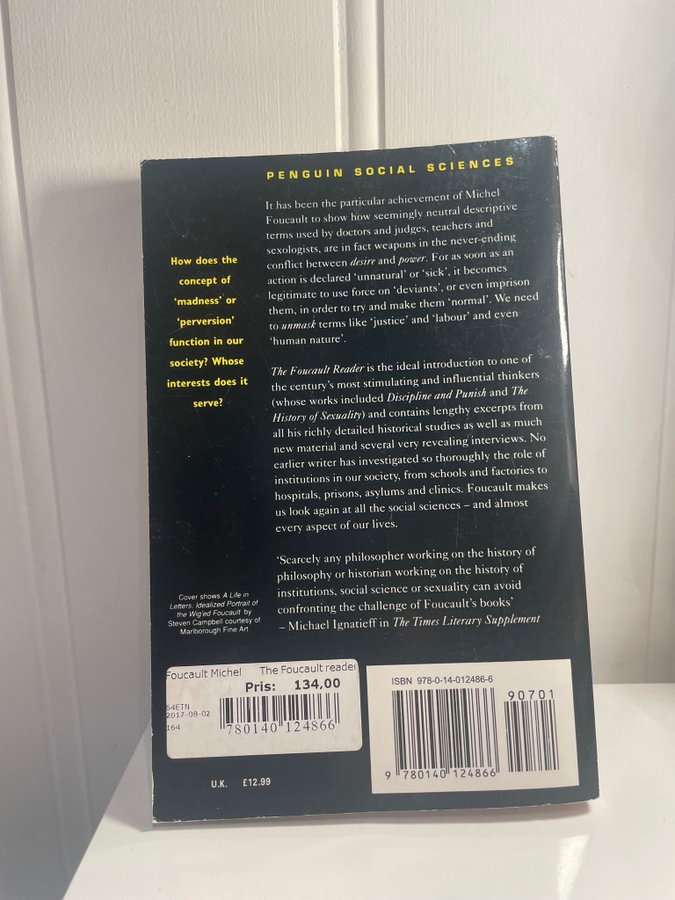 PENGUIN SOCIAL SCIENCES
It has been the particular achievement of Michel
Foucault to show how seemingly neutral descriptive
terms used by doctors and judges, teachers and
sexologists, are in fact weapons in the never-ending
conflict between desire and power. For as soon as an
action is declared ‘unnatural’ or ‘sick’, it becomes
legitimate to use force on ‘deviants’, or even imprison
them, in order to try and make them ‘normal’. We need
to unmask terms like ‘justice’ and ‘labour’ and even
‘human nature’.
How does the
concept of
‘madness’ or
‘perversion’
function in our
society? Whose
interests does it
serve?
The Foucault Reader is the ideal introduction to one of
the century’s most stimulating and influential thinkers
(whose works included Discipline and Punish and The
History of Sexuality) and contains lengthy excerpts from
all his richly detailed historical studies as well as much
new material and several very revealing interviews. No
earlier writer has investigated so thoroughly the role of
institutions in our society, from schools and factories to
hospitals, prisons, asylums and clinics. Foucault makes
us look again at all the social sciences – and almost
every aspect of our lives.
‘Scarcely any philosopher working on the history of
philosophy or historian working on the history of
institutions, social science or sexuality can avoid
confronting the challenge of Foucault’s books’
– Michael Ignatieff in The Times Literary Supplement
Cover shows A Life in
Letters, Idealized Portrait of
the Wig'ed Foucault by
Steven Campbell courtesy of
Marlborough Fine Art
Foucault Michel The Foucault reader
Pris: 134,00
54ETN
2017-08-02
164
780140 124866
ISBN 978-0-14-012486-6
90701
9 780140 124866
U.K. £12.99